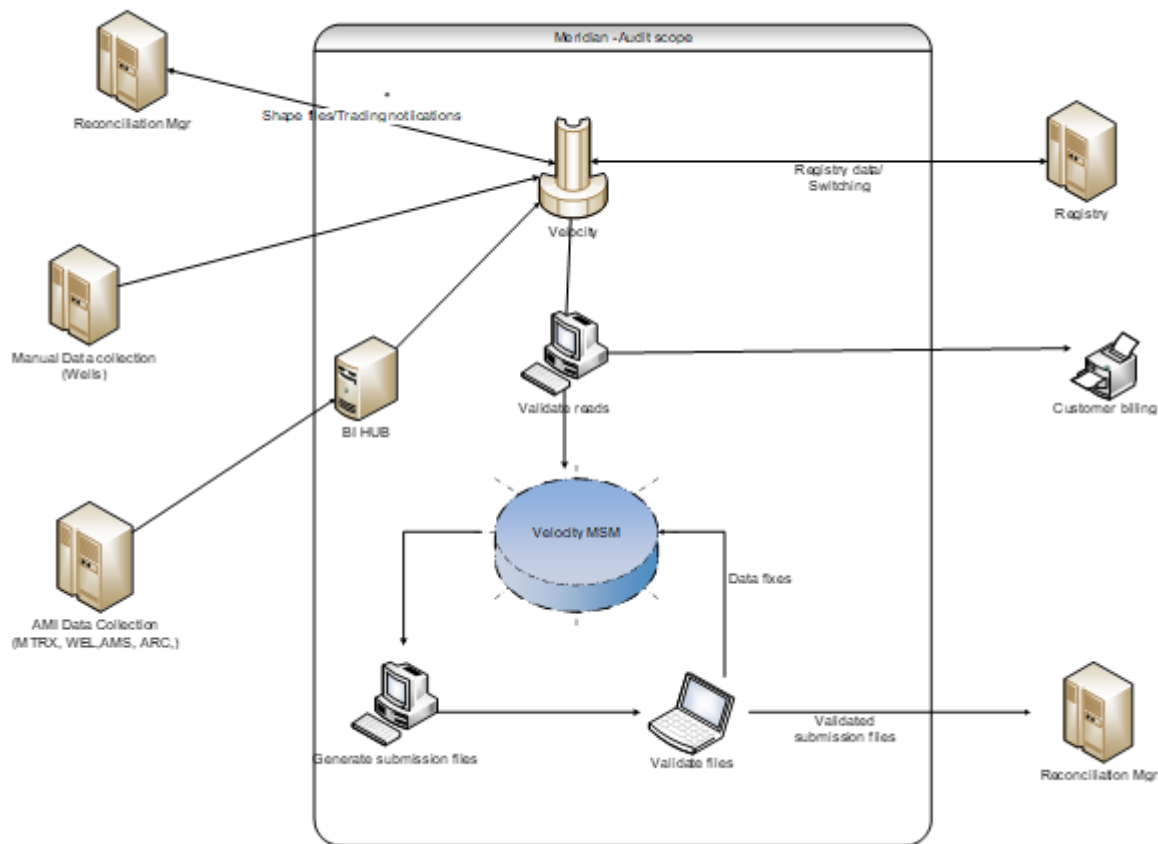 Meridian -Audit scope
Reconciliation Mgr
Shape files/Trading notifications
Registry data/
Switching
Registry
Velocity
Manual Data collection
(Wells)
BI HUB
Validate reads
Customer billing
Velocity MSM
Data fixes
AMI Data Collection
(MTRX, WEL,AMS, ARC,)
Generate submission files
Validate files
Validated
submission files
Reconciliation Mgr